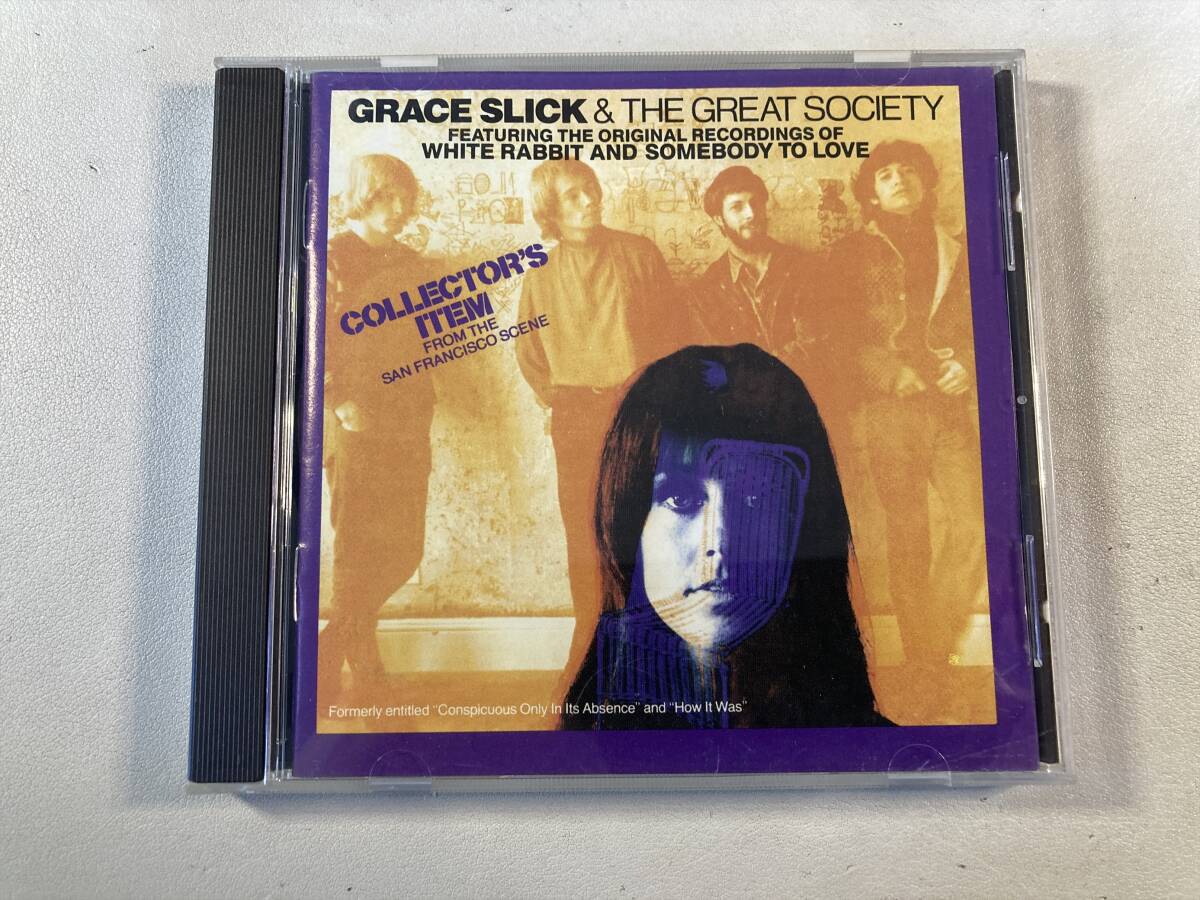 GRACE SLICK & THE GREAT SOCIETY
FEATURING THE ORIGINAL RECORDINGS OF
WHITE RABBIT AND SOMEBODY TO LOVE
COLLECTOR'S
ITEM
FROM THE
SAN FRANCISCO SCENE
Formerly entitled "Conspicuous Only In Its Absence" and "How It Was"